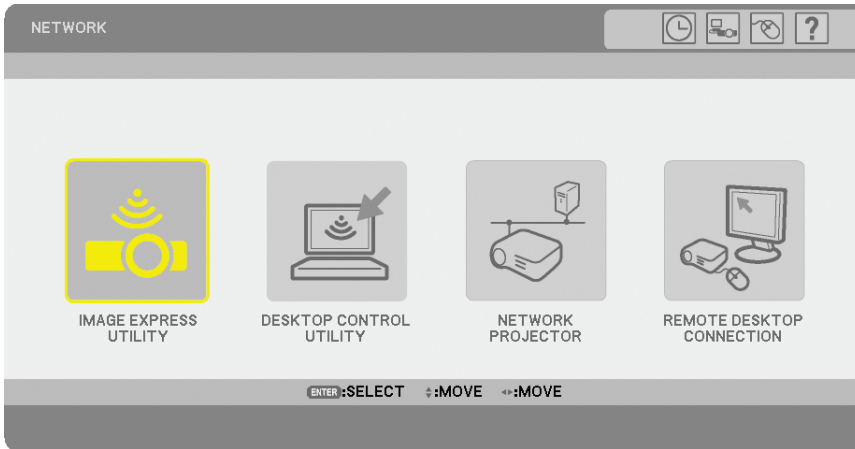 NETWORK
?
IMAGE EXPRESS
UTILITY
DESKTOP CONTROL
UTILITY
NETWORK
PROJECTOR
REMOTE DESKTOP
CONNECTION
ENTER:SELECT :MOVE :MOVE